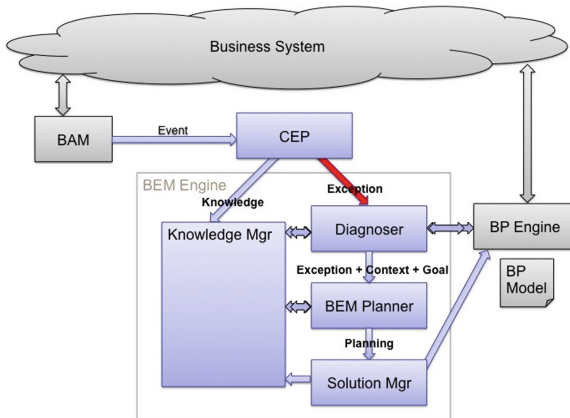 Business System
BAM
Event
CEP
BEM Engine
Knowledge
Exception
Knowledge Mgr
Diagnoser
BP Engine
Exception + Context + Goal
BP
Model
BEM Planner
Planning
Solution Mgr